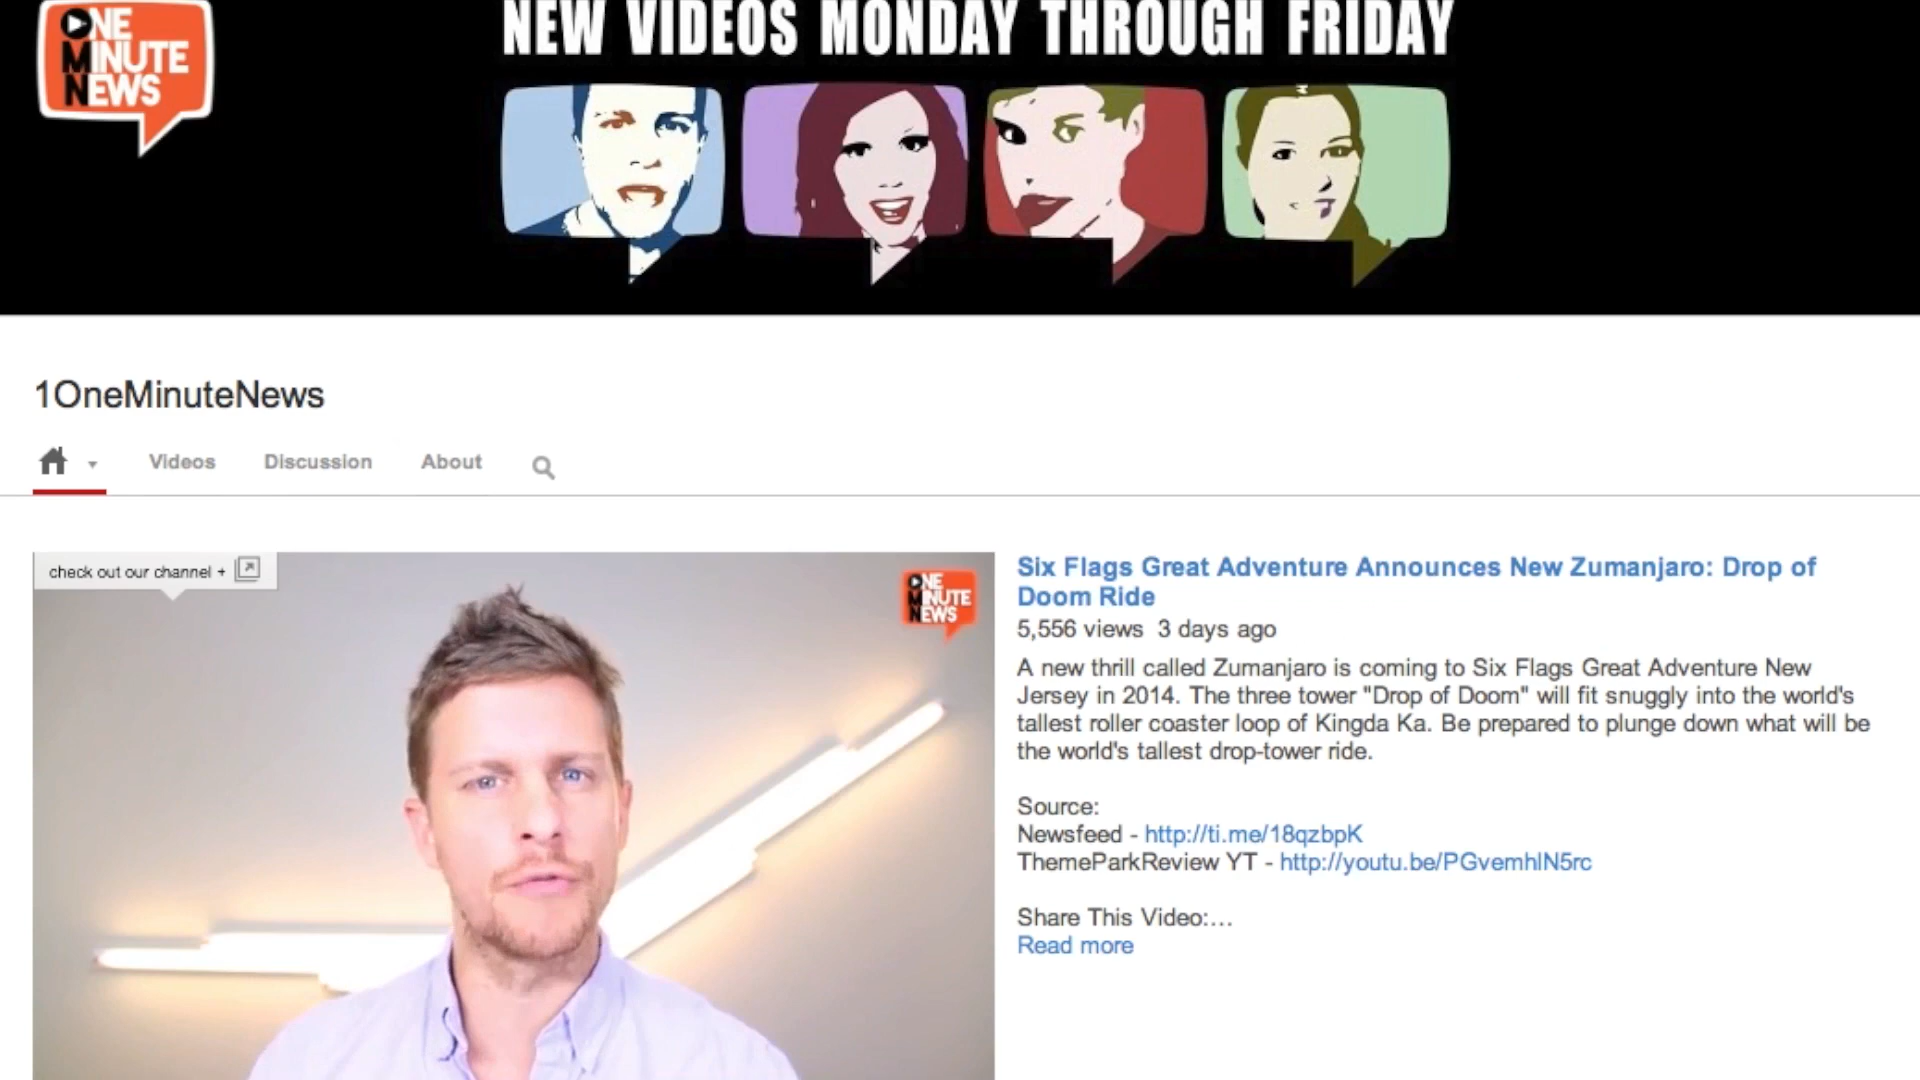 ONE
MINUTE
NEWS
NEW VIDEOS MONDAY THROUGH FRIDAY
1OneMinuteNews
Videos
Discussion
About
check out our channel +
ONE
MINUTE
NEWS
Six Flags Great Adventure Announces New Zumanjaro: Drop of
Doom Ride
5,556 views 3 days ago
A new thrill called Zumanjaro is coming to Six Flags Great Adventure New
Jersey in 2014. The three tower "Drop of Doom" will fit snuggly into the world's
tallest roller coaster loop of Kingda Ka. Be prepared to plunge down what will be
the world's tallest drop-tower ride.
Source:
Newsfeed - http://ti.me/18qzbpK
ThemeParkReview YT - http://youtu.be/PGvemhlN5rc
Share This Video:...
Read more